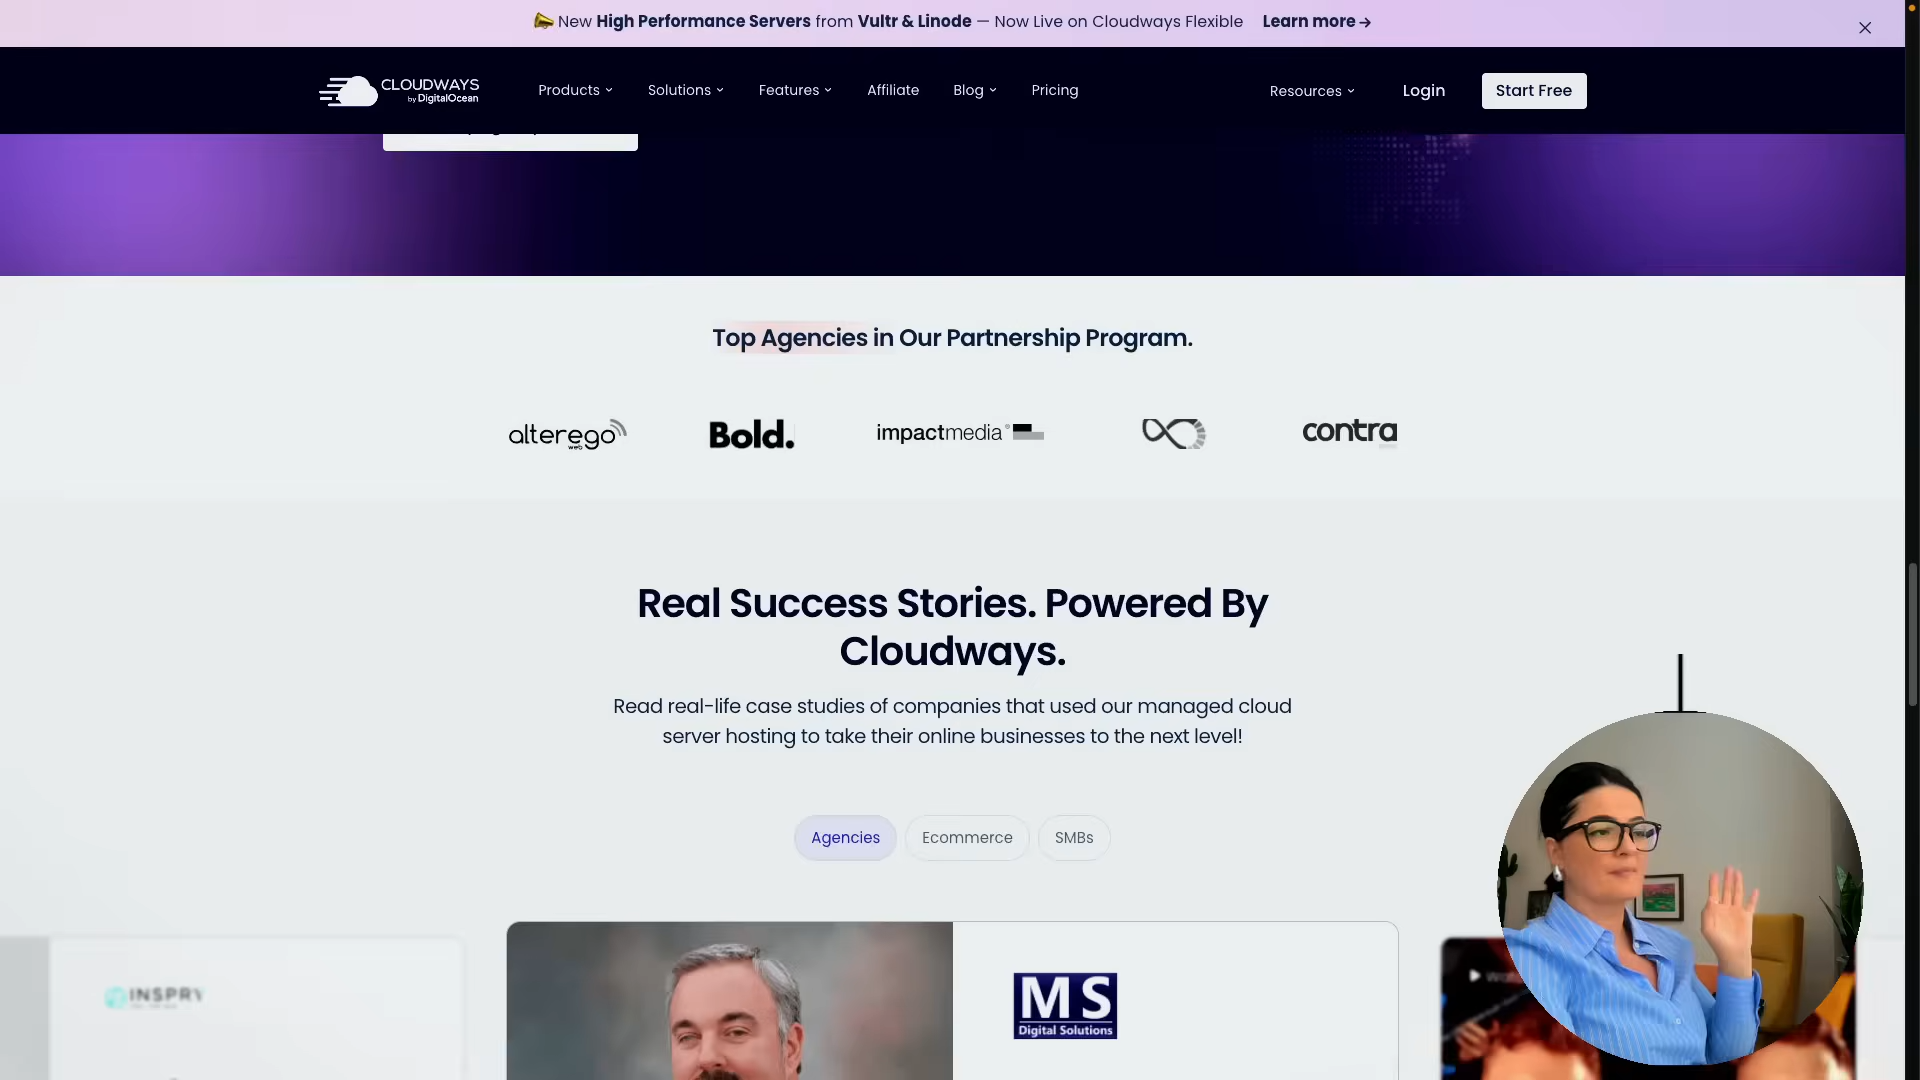 New High Performance Servers from Vultr & Linode — Now Live on Cloudways Flexible Learn more →
CLOUDWAYS
by DigitalOcean
Products
Solutions
Features
Affiliate
Blog
Pricing
Resources
Login
Start Free
Top Agencies in Our Partnership Program.
alterego
web
Bold.
impactmedia
contra
Real Success Stories. Powered By
Cloudways.
Read real-life case studies of companies that used our managed cloud
server hosting to take their online businesses to the next level!
Agencies
Ecommerce
SMBs
INSPRY
MS
Digital Solutions